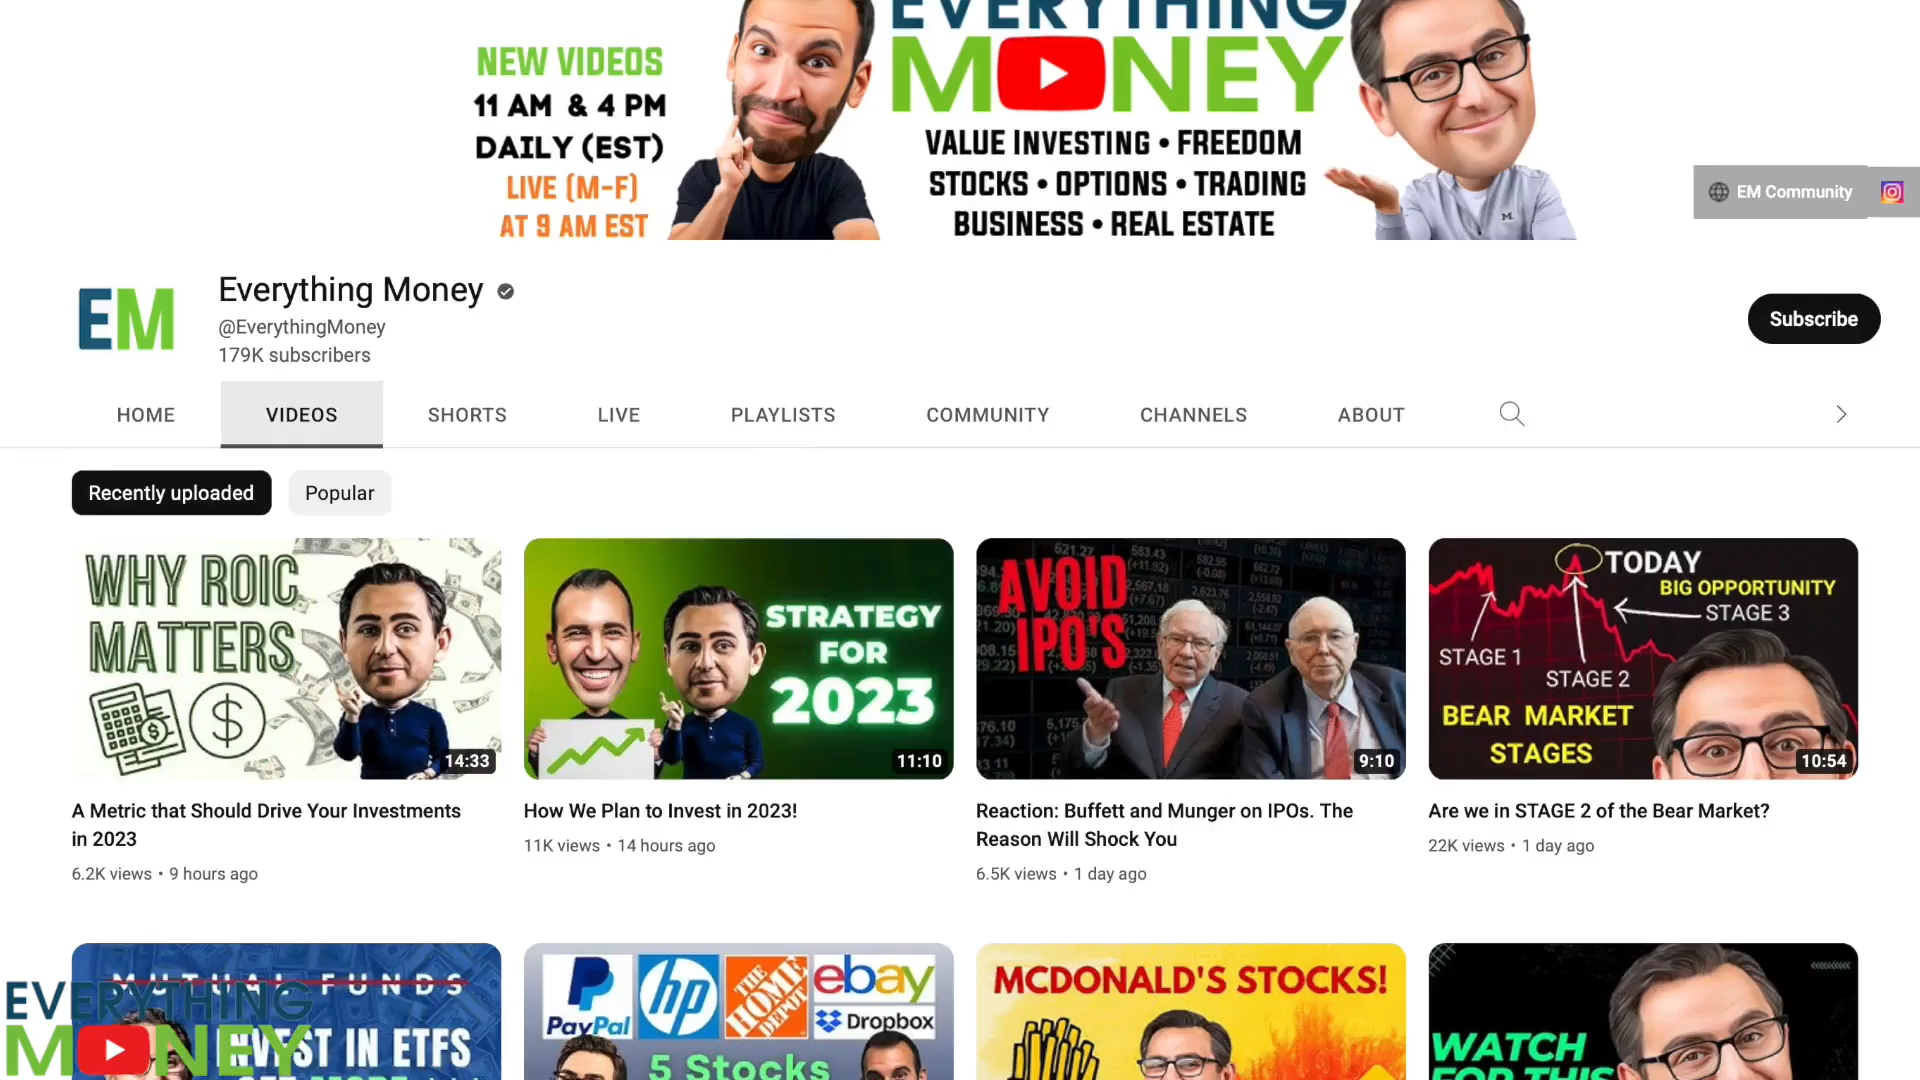 EVERYTHING
MONEY
NEW VIDEOS
11 AM & 4 PM
DAILY (EST)
LIVE (M-F)
AT 9 AM EST
VALUE INVESTING • FREEDOM
STOCKS • OPTIONS • TRADING
BUSINESS • REAL ESTATE
M
EM Community
EM
Everything Money
@EverythingMoney
179K subscribers
Subscribe
HOME
VIDEOS
SHORTS
LIVE
PLAYLISTS
COMMUNITY
CHANNELS
ABOUT
Recently uploaded
Popular
WHY ROIC
MATTERS
14:33
A Metric that Should Drive Your Investments
in 2023
6.2K views • 9 hours ago
STRATEGY
FOR
2023
11:10
How We Plan to Invest in 2023!
11K views • 14 hours ago
AVOID
IPO'S
9:10
Reaction: Buffett and Munger on IPOs. The
Reason Will Shock You
6.5K views • 1 day ago
TODAY
BIG OPPORTUNITY
STAGE 3
STAGE 1
STAGE 2
BEAR MARKET
STAGES
10:54
Are we in STAGE 2 of the Bear Market?
22K views • 1 day ago
MUTUAL FUNDS
INVEST IN ETFS
EVERYTHING
MONEY
PayPal
hp
THE HOME DEPOT
ebay
Dropbox
5 Stocks
MCDONALD'S STOCKS!
WATCH
FOR THIS